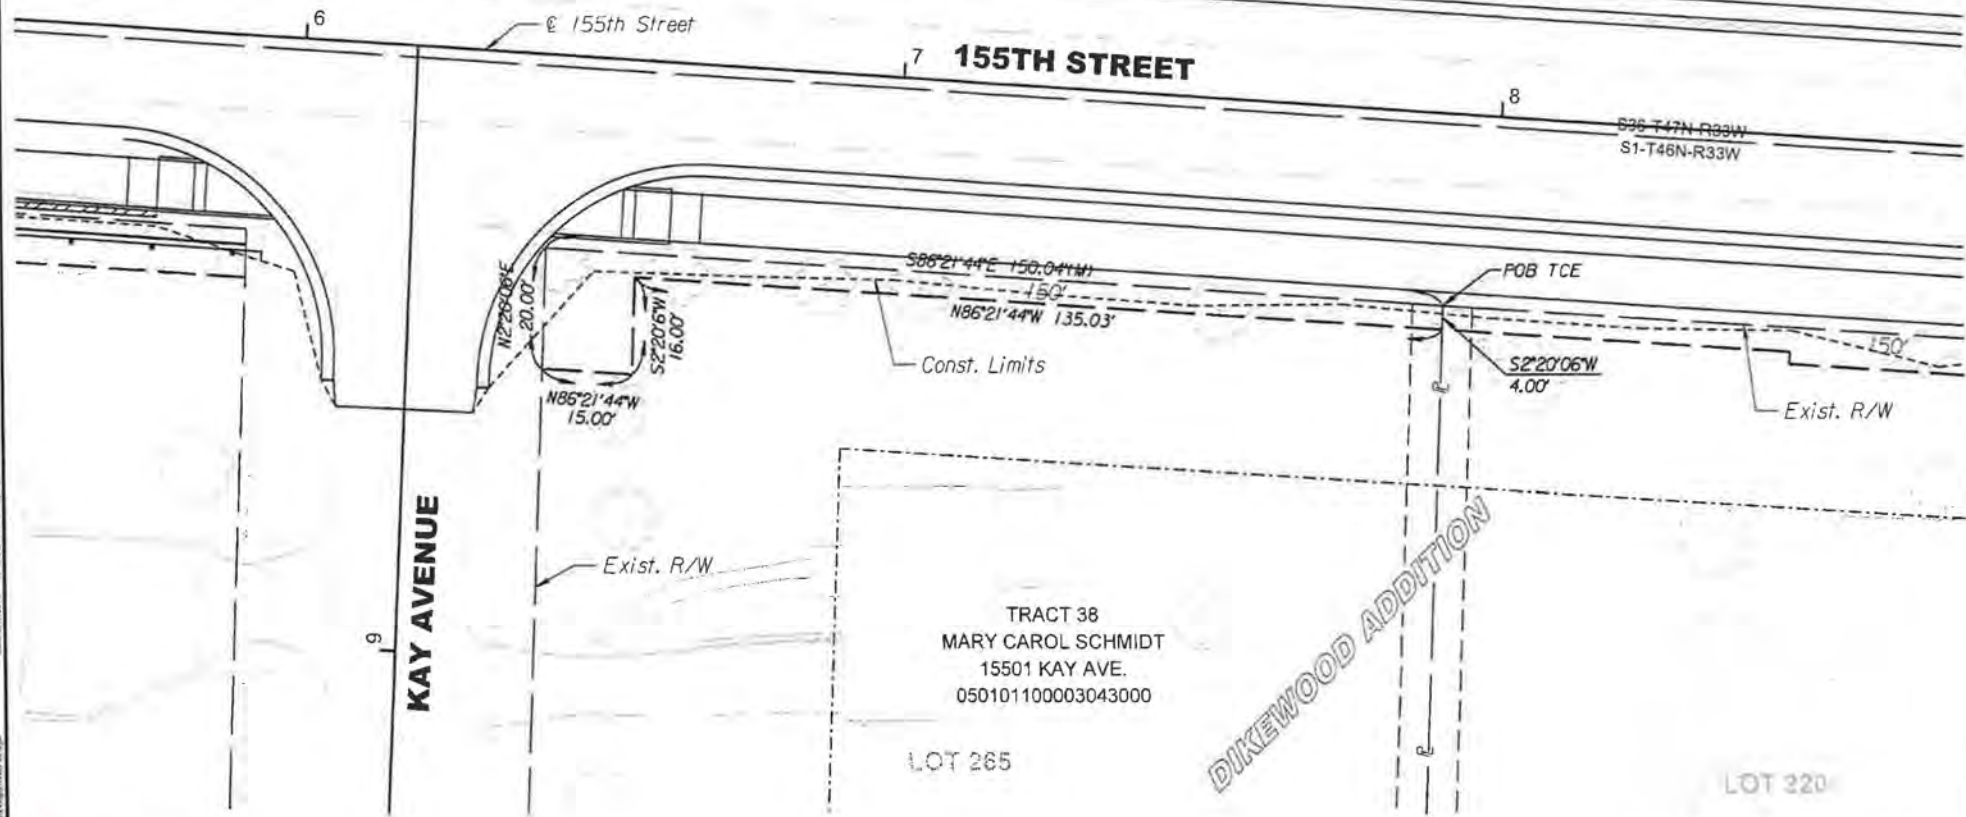 6
℄ 155th Street
7
155TH STREET
8
S36-T47N-R33W
S1-T46N-R33W
S86°21'44"E 150.04'(M)
150'
N86°21'44"W 135.03'
POB TCE
N2°26'06"E
20.00'
S2°20'6"W
16.00'
Const. Limits
S2°20'06"W
4.00'
150'
Exist. R/W
N86°21'44"W
15.00'
Exist. R/W
9
KAY AVENUE
TRACT 38
MARY CAROL SCHMIDT
15501 KAY AVE.
050101100003043000
LOT 265
DIKEWOOD ADDITION
LOT 220